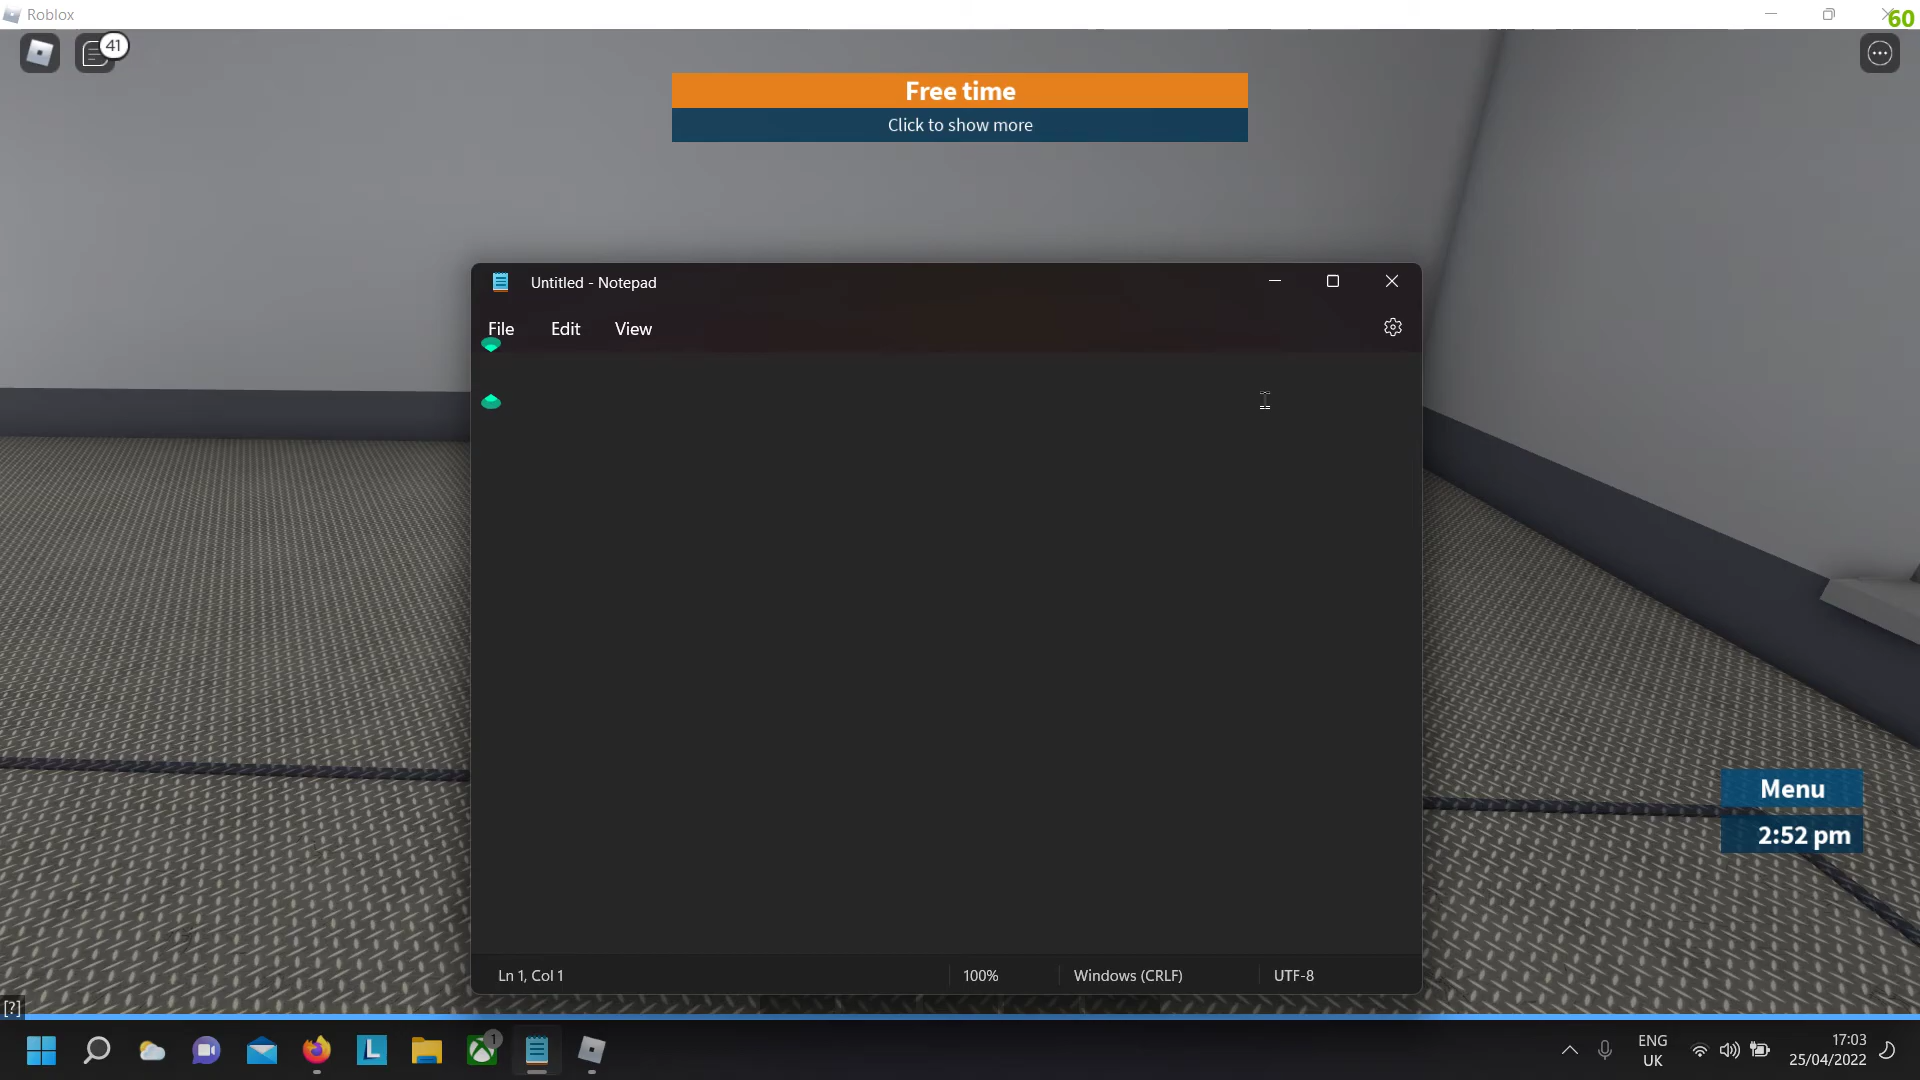 Roblox
60
41
Free time
Click to show more
Untitled - Notepad
File Edit View
Menu
2:52 pm
Ln 1, Col 1 100% Windows (CRLF) UTF-8
[?]
L
1
ENG
UK
17:03
25/04/2022